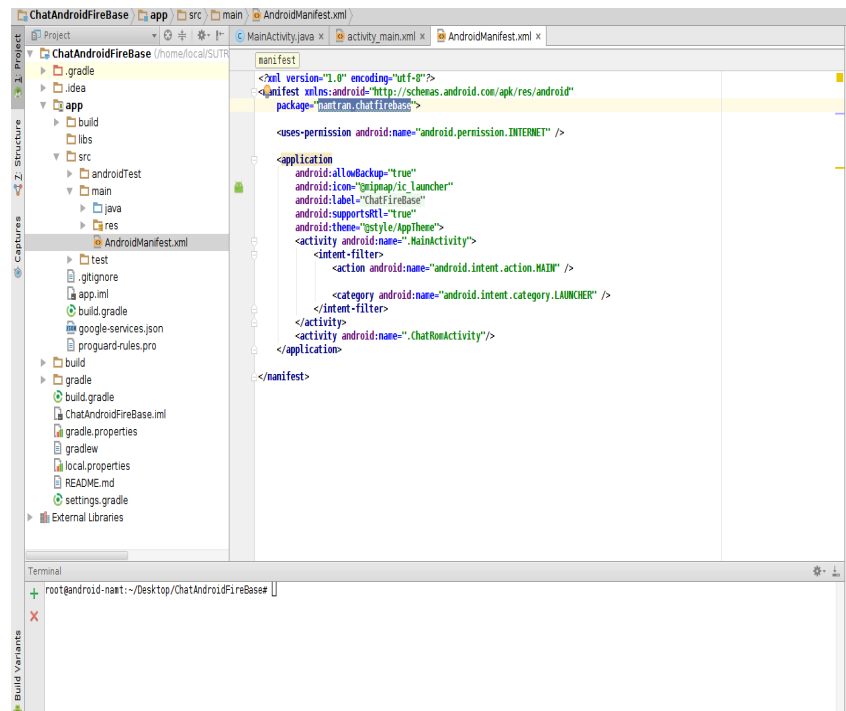 ChatAndroidFireBase app src main AndroidManifest.xml
Project
MainActivity.java × activity_main.xml × AndroidManifest.xml ×
1: Project
Z: Structure
Captures
Build Variants
ChatAndroidFireBase (/home/local/SUTR
.gradle
.idea
app
build
libs
src
androidTest
main
java
res
AndroidManifest.xml
test
.gitignore
app.iml
build.gradle
google-services.json
proguard-rules.pro
build
gradle
build.gradle
ChatAndroidFireBase.iml
gradle.properties
gradlew
local.properties
README.md
settings.gradle
External Libraries
manifest
<?xml version="1.0" encoding="utf-8"?>
<manifest xmlns:android="http://schemas.android.com/apk/res/android"
package="namtran.chatfirebase">
<uses-permission android:name="android.permission.INTERNET" />
<application
android:allowBackup="true"
android:icon="@mipmap/ic_launcher"
android:label="ChatFireBase"
android:supportsRtl="true"
android:theme="@style/AppTheme">
<activity android:name=".MainActivity">
<intent-filter>
<action android:name="android.intent.action.MAIN" />
<category android:name="android.intent.category.LAUNCHER" />
</intent-filter>
</activity>
<activity android:name=".ChatRomActivity"/>
</application>
</manifest>
Terminal
root@android-namt:~/Desktop/ChatAndroidFireBase#